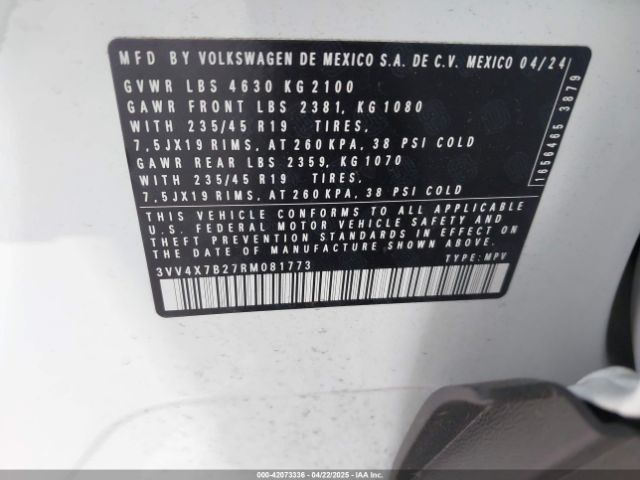 MFD BY VOLKSWAGEN DE MEXICO S.A. DE C.V. MEXICO 04/24
GVWR LBS 4630 KG 2100
GAWR FRONT LBS 2381, KG 1080
WITH 235/45 R19 TIRES,
7,5JX19 RIMS, AT 260 KPA, 38 PSI COLD
GAWR REAR LBS 2359, KG 1070
WITH 235/45 R19 TIRES,
7,5JX19 RIMS, AT 260 KPA, 38 PSI COLD
THIS VEHICLE CONFORMS TO ALL APPLICABLE
U.S. FEDERAL MOTOR VEHICLE SAFETY AND
THEFT PREVENTION STANDARDS IN EFFECT ON
THE DATE OF MANUFACTURE SHOWN ABOVE.
3VV4X7B27RM081773 TYPE: MPV
1656465 3879
000-42073336 - 04/22/2025 - IAAI.COM